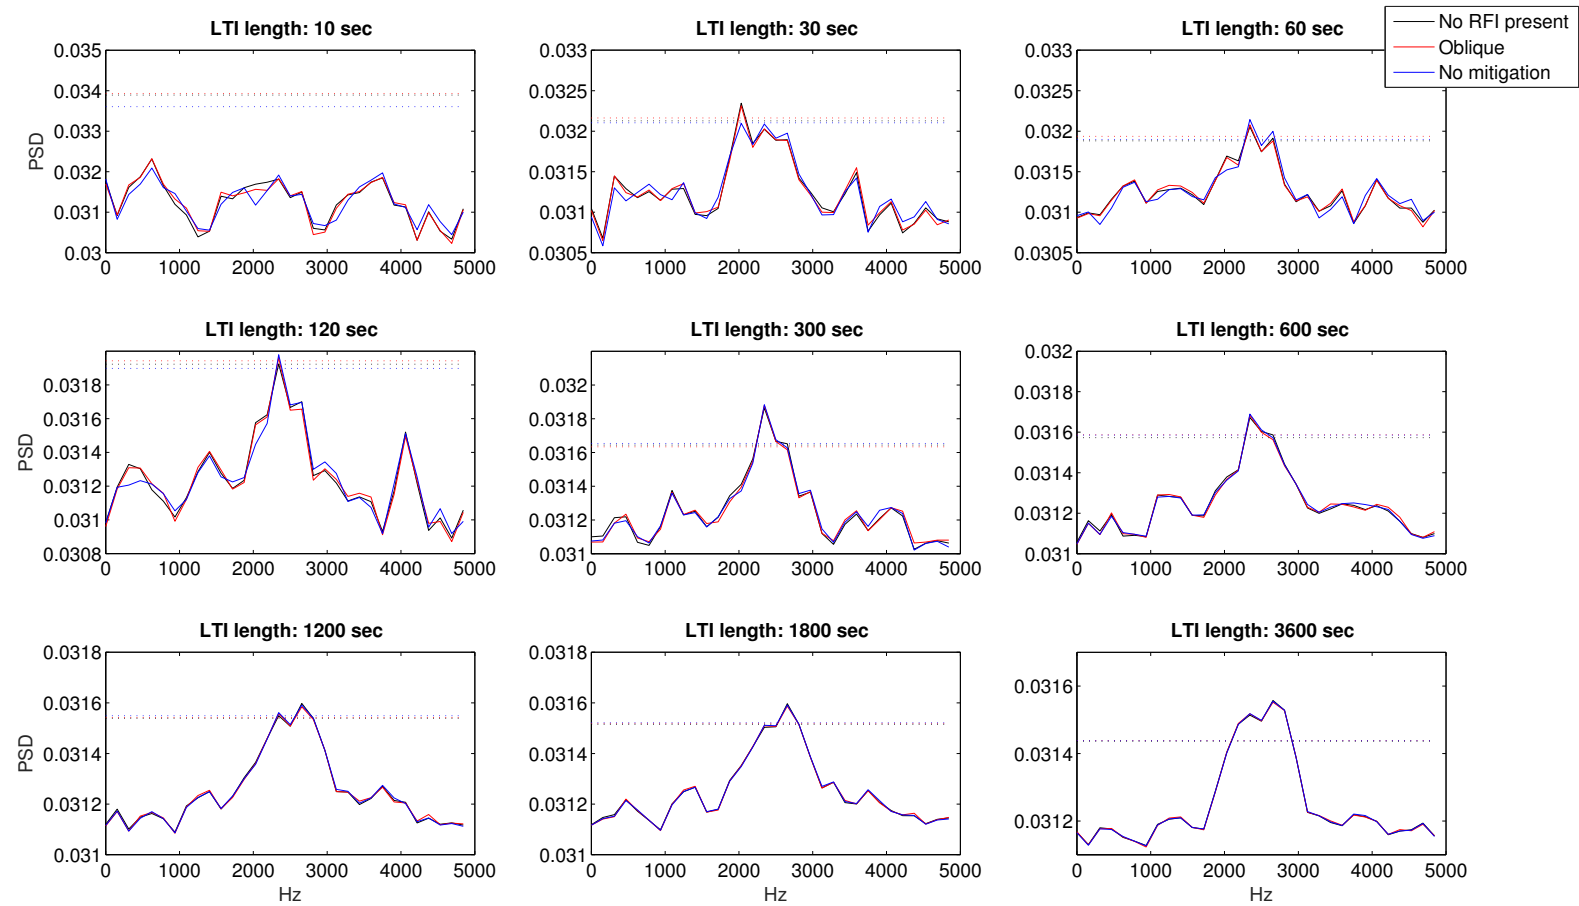 LTI length: 10 sec
LTI length: 30 sec
LTI length: 60 sec
No RFI present
Oblique
No mitigation
PSD
0.035
0.034
0.033
0.032
0.031
0.03
0 1000 2000 3000 4000 5000
0.033
0.0325
0.032
0.0315
0.031
0.0305
0 1000 2000 3000 4000 5000
0.033
0.0325
0.032
0.0315
0.031
0.0305
0 1000 2000 3000 4000 5000
LTI length: 120 sec
LTI length: 300 sec
LTI length: 600 sec
PSD
0.0318
0.0316
0.0314
0.0312
0.031
0.0308
0 1000 2000 3000 4000 5000
0.032
0.0318
0.0316
0.0314
0.0312
0.031
0 1000 2000 3000 4000 5000
0.032
0.0318
0.0316
0.0314
0.0312
0.031
0 1000 2000 3000 4000 5000
LTI length: 1200 sec
LTI length: 1800 sec
LTI length: 3600 sec
PSD
0.0318
0.0316
0.0314
0.0312
0.031
0 1000 2000 3000 4000 5000
Hz
0.0318
0.0316
0.0314
0.0312
0.031
0 1000 2000 3000 4000 5000
Hz
0.0316
0.0314
0.0312
0 1000 2000 3000 4000 5000
Hz